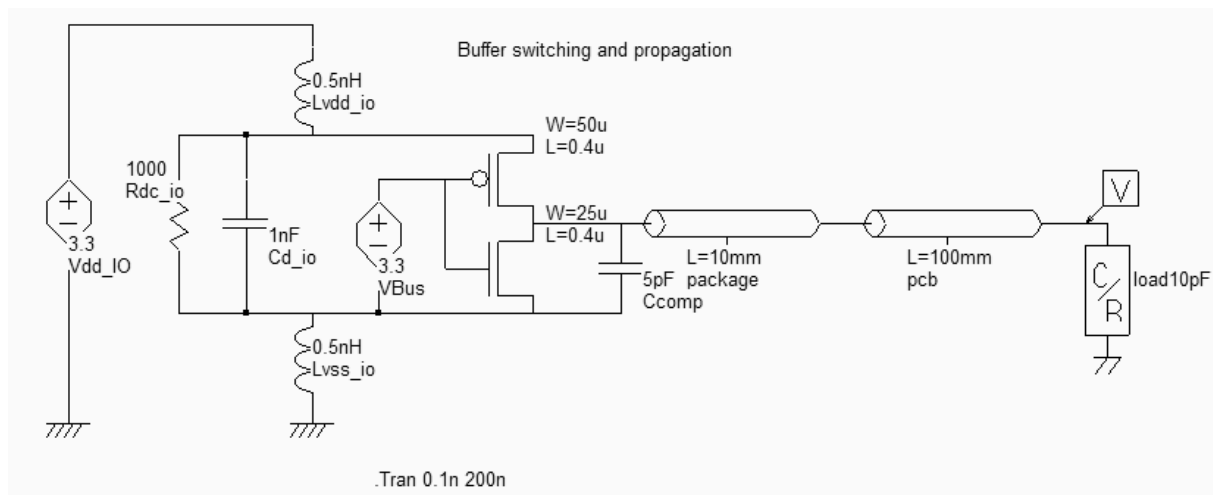 Buffer switching and propagation
0.5nH
Lvdd_io
W=50u
L=0.4u
1000
Rdc_io
+
−
3.3
Vdd_IO
1nF
Cd_io
+
−
3.3
VBus
W=25u
L=0.4u
5pF
Ccomp
L=10mm
package
L=100mm
pcb
V
C/R
load10pF
0.5nH
Lvss_io
.Tran 0.1n 200n